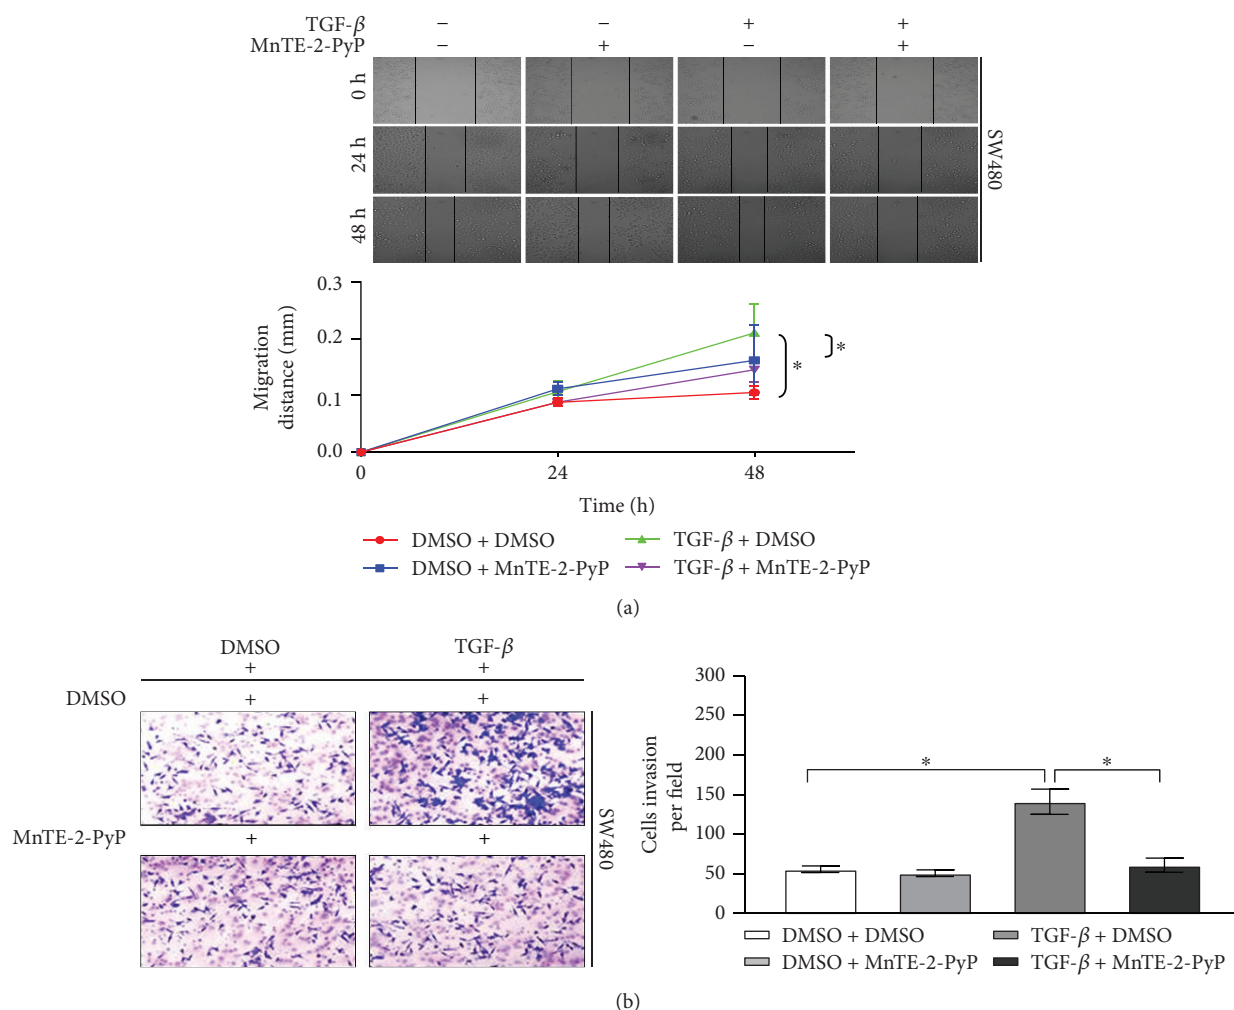 TGF-β − − + +
MnTE-2-PyP − + − +
0 h
24 h
48 h
SW480
0.3
0.2
0.1
0.0
Migration
distance (mm)
*
*
0 24 48
Time (h)
DMSO + DMSO
TGF-β + DMSO
DMSO + MnTE-2-PyP
TGF-β + MnTE-2-PyP
(a)
DMSO TGF-β
+ +
DMSO + +
MnTE-2-PyP + +
SW480
300
250
200
150
100
50
0
Cells invasion
per field
*
*
DMSO + DMSO
TGF-β + DMSO
DMSO + MnTE-2-PyP
TGF-β + MnTE-2-PyP
(b)